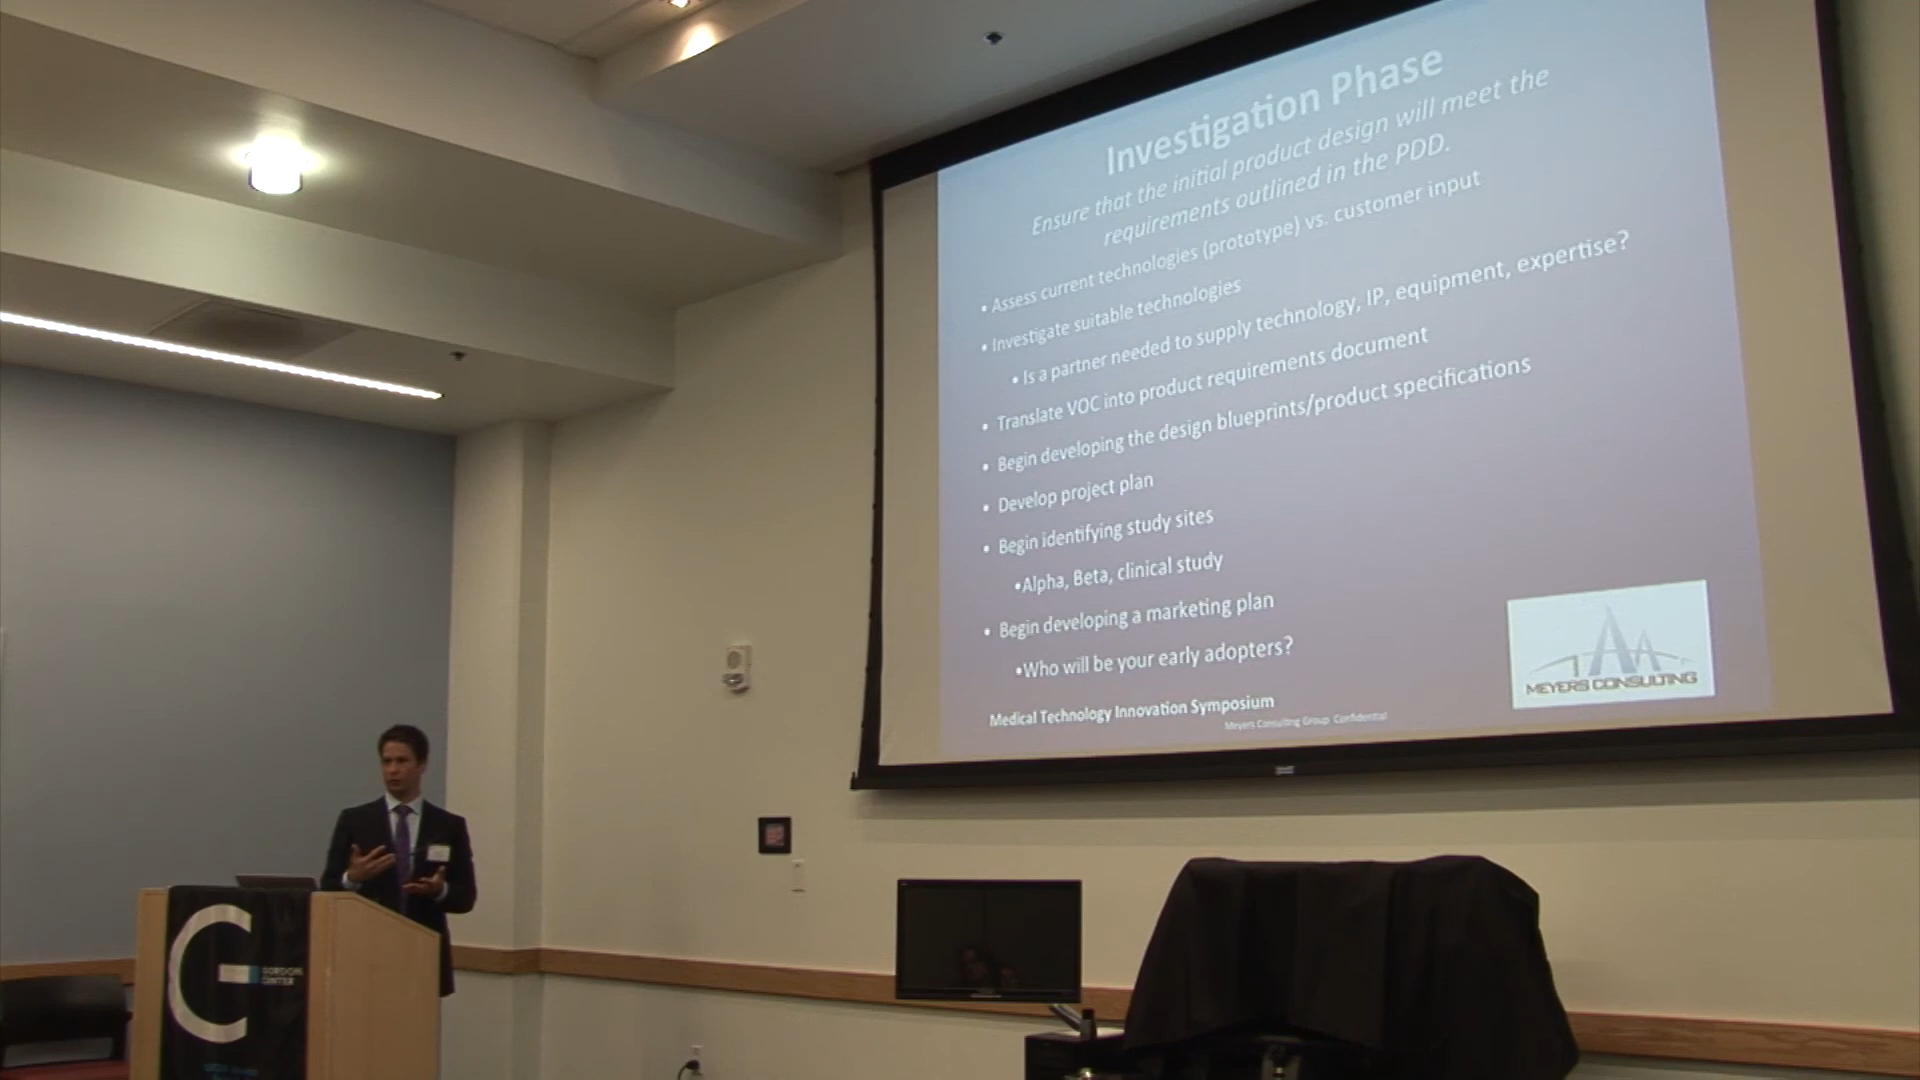 Investigation Phase
Ensure that the initial product design will meet the
requirements outlined in the PDD.
• Assess current technologies (prototype) vs. customer input
• Investigate suitable technologies
• Is a partner needed to supply technology, IP, equipment, expertise?
• Translate VOC into product requirements document
• Begin developing the design blueprints/product specifications
• Develop project plan
• Begin identifying study sites
•Alpha, Beta, clinical study
• Begin developing a marketing plan
•Who will be your early adopters?
Medical Technology Innovation Symposium
Meyers Consulting Group Confidential
MEYERS CONSULTING
GORDON
CENTER